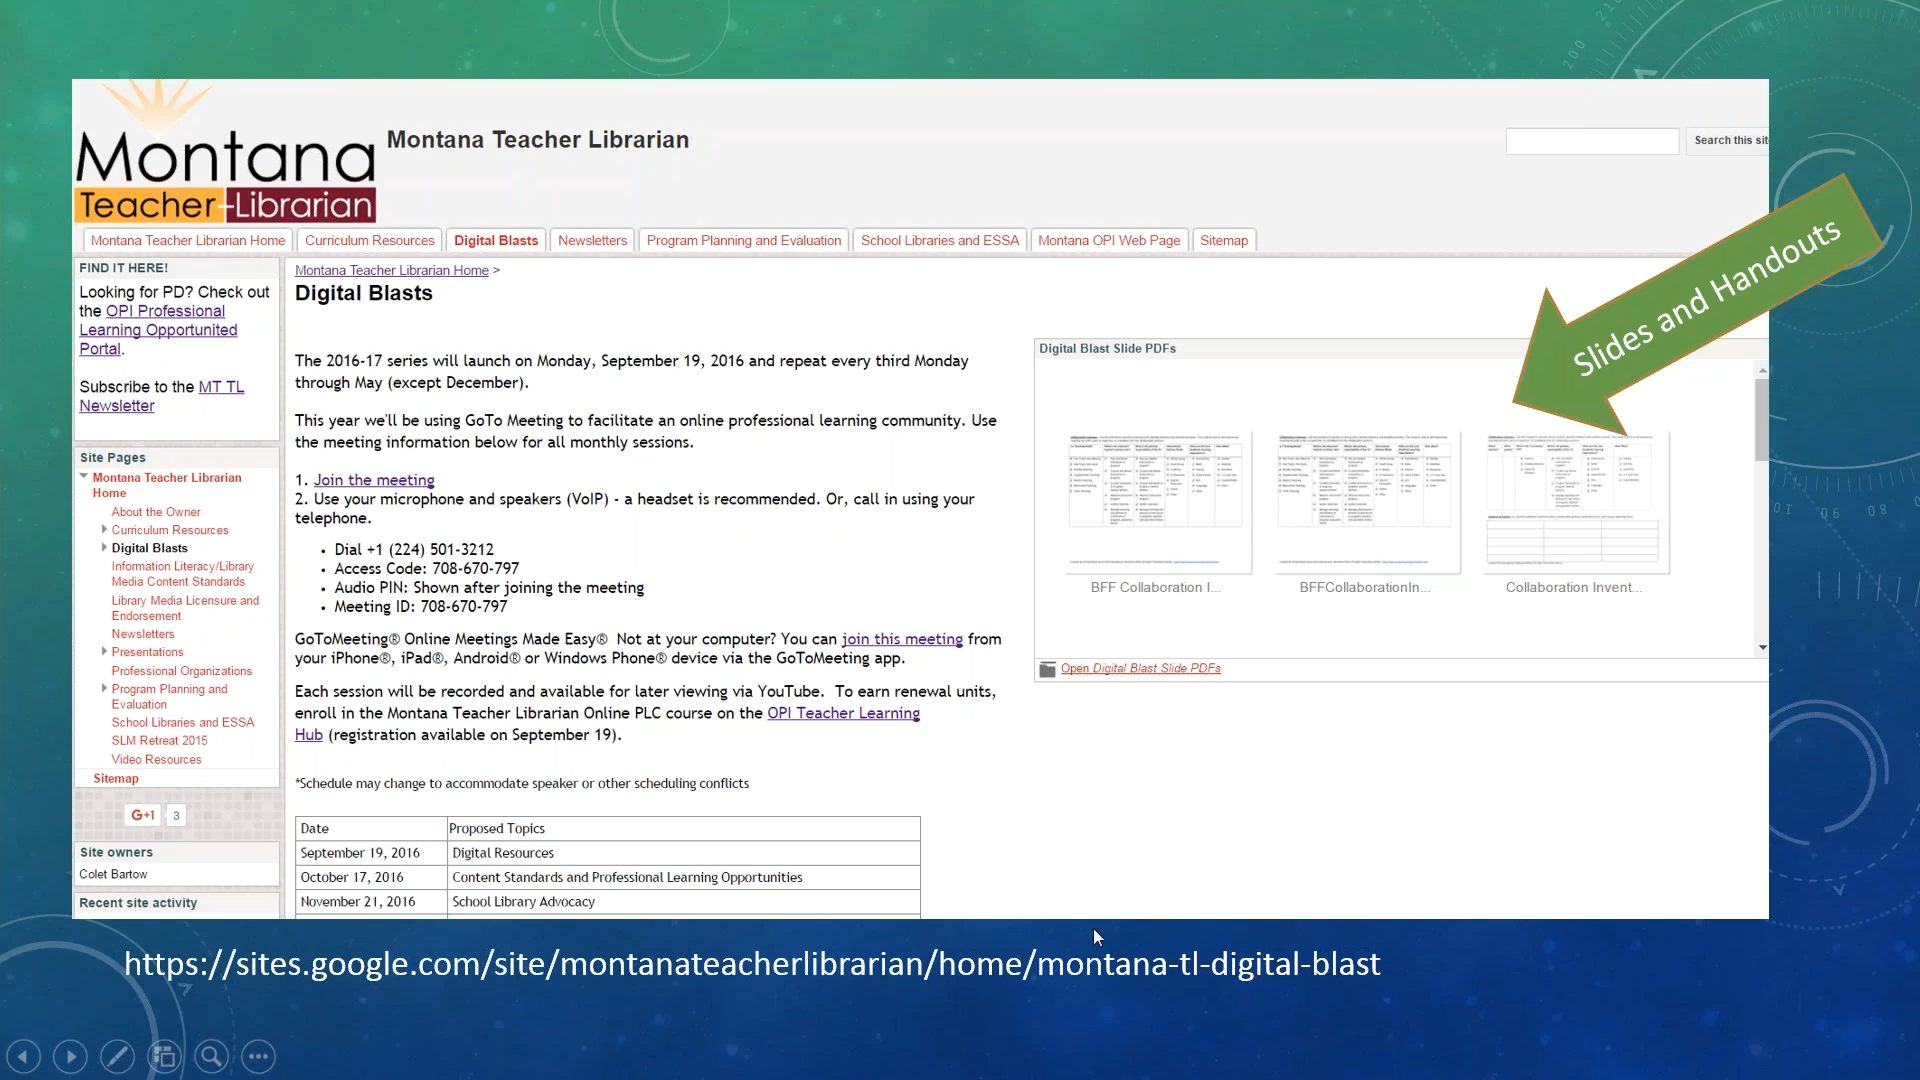 Montana
Teacher-Librarian
Montana Teacher Librarian
Search this sit
Montana Teacher Librarian Home
Curriculum Resources
Digital Blasts
Newsletters
Program Planning and Evaluation
School Libraries and ESSA
Montana OPI Web Page
Sitemap
Slides and Handouts
FIND IT HERE!
Looking for PD? Check out
the OPI Professional
Learning Opportunited
Portal.
Subscribe to the MT TL
Newsletter
Site Pages
Montana Teacher Librarian
Home
About the Owner
Curriculum Resources
Digital Blasts
Information Literacy/Library
Media Content Standards
Library Media Licensure and
Endorsement
Newsletters
Presentations
Professional Organizations
Program Planning and
Evaluation
School Libraries and ESSA
SLM Retreat 2015
Video Resources
Sitemap
G+1 3
Site owners
Colet Bartow
Recent site activity
Montana Teacher Librarian Home >
Digital Blasts
The 2016-17 series will launch on Monday, September 19, 2016 and repeat every third Monday
through May (except December).
This year we'll be using GoTo Meeting to facilitate an online professional learning community. Use
the meeting information below for all monthly sessions.
1. Join the meeting
2. Use your microphone and speakers (VoIP) - a headset is recommended. Or, call in using your
telephone.
• Dial +1 (224) 501-3212
• Access Code: 708-670-797
• Audio PIN: Shown after joining the meeting
• Meeting ID: 708-670-797
GoToMeeting® Online Meetings Made Easy® Not at your computer? You can join this meeting from
your iPhone®, iPad®, Android® or Windows Phone® device via the GoToMeeting app.
Each session will be recorded and available for later viewing via YouTube. To earn renewal units,
enroll in the Montana Teacher Librarian Online PLC course on the OPI Teacher Learning
Hub (registration available on September 19).
*Schedule may change to accommodate speaker or other scheduling conflicts
Date Proposed Topics
September 19, 2016 Digital Resources
October 17, 2016 Content Standards and Professional Learning Opportunities
November 21, 2016 School Library Advocacy
Digital Blast Slide PDFs
BFF Collaboration I...
BFFCollaborationIn...
Collaboration Invent...
Open Digital Blast Slide PDFs
https://sites.google.com/site/montanateacherlibrarian/home/montana-tl-digital-blast